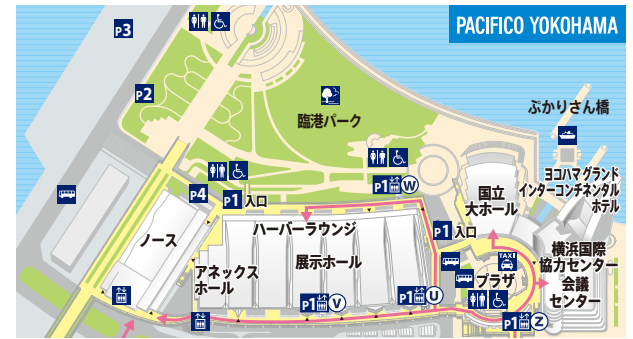 PACIFICO YOKOHAMA
P3
P2
臨港パーク
ぷかりさん橋
ヨコハマ グランド
インターコンチネンタル
ホテル
P1 W
国立
大ホール
P4
P1 入口
P1 入口
ノース
ハーバーラウンジ
展示ホール
アネックス
ホール
TAXI
プラザ
横浜国際
協力センター
会議
センター
P1 V
P1 U
P1 Z